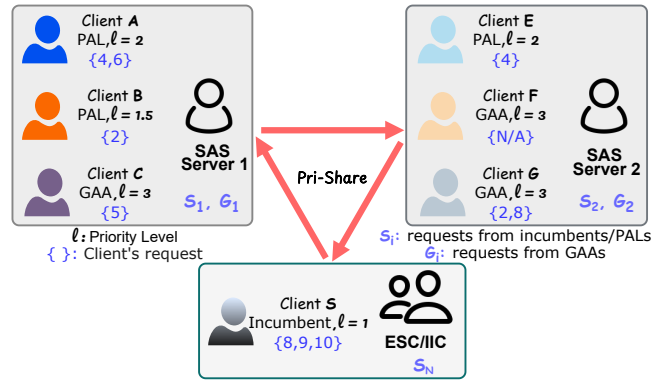 Client A
PAL, ℓ = 2
{4,6}
Client B
PAL, ℓ = 1.5
{2}
Client C
GAA, ℓ = 3
{5}
SAS
Server 1
S₁, G₁
Pri-Share
Client E
PAL, ℓ = 2
{4}
Client F
GAA, ℓ = 3
{N/A}
Client G
GAA, ℓ = 3
{2,8}
SAS
Server 2
S₂, G₂
ℓ: Priority Level
{ }: Client's request
Sᵢ: requests from incumbents/PALs
Gᵢ: requests from GAAs
Client S
Incumbent, ℓ = 1
{8,9,10}
ESC/IIC
S_N